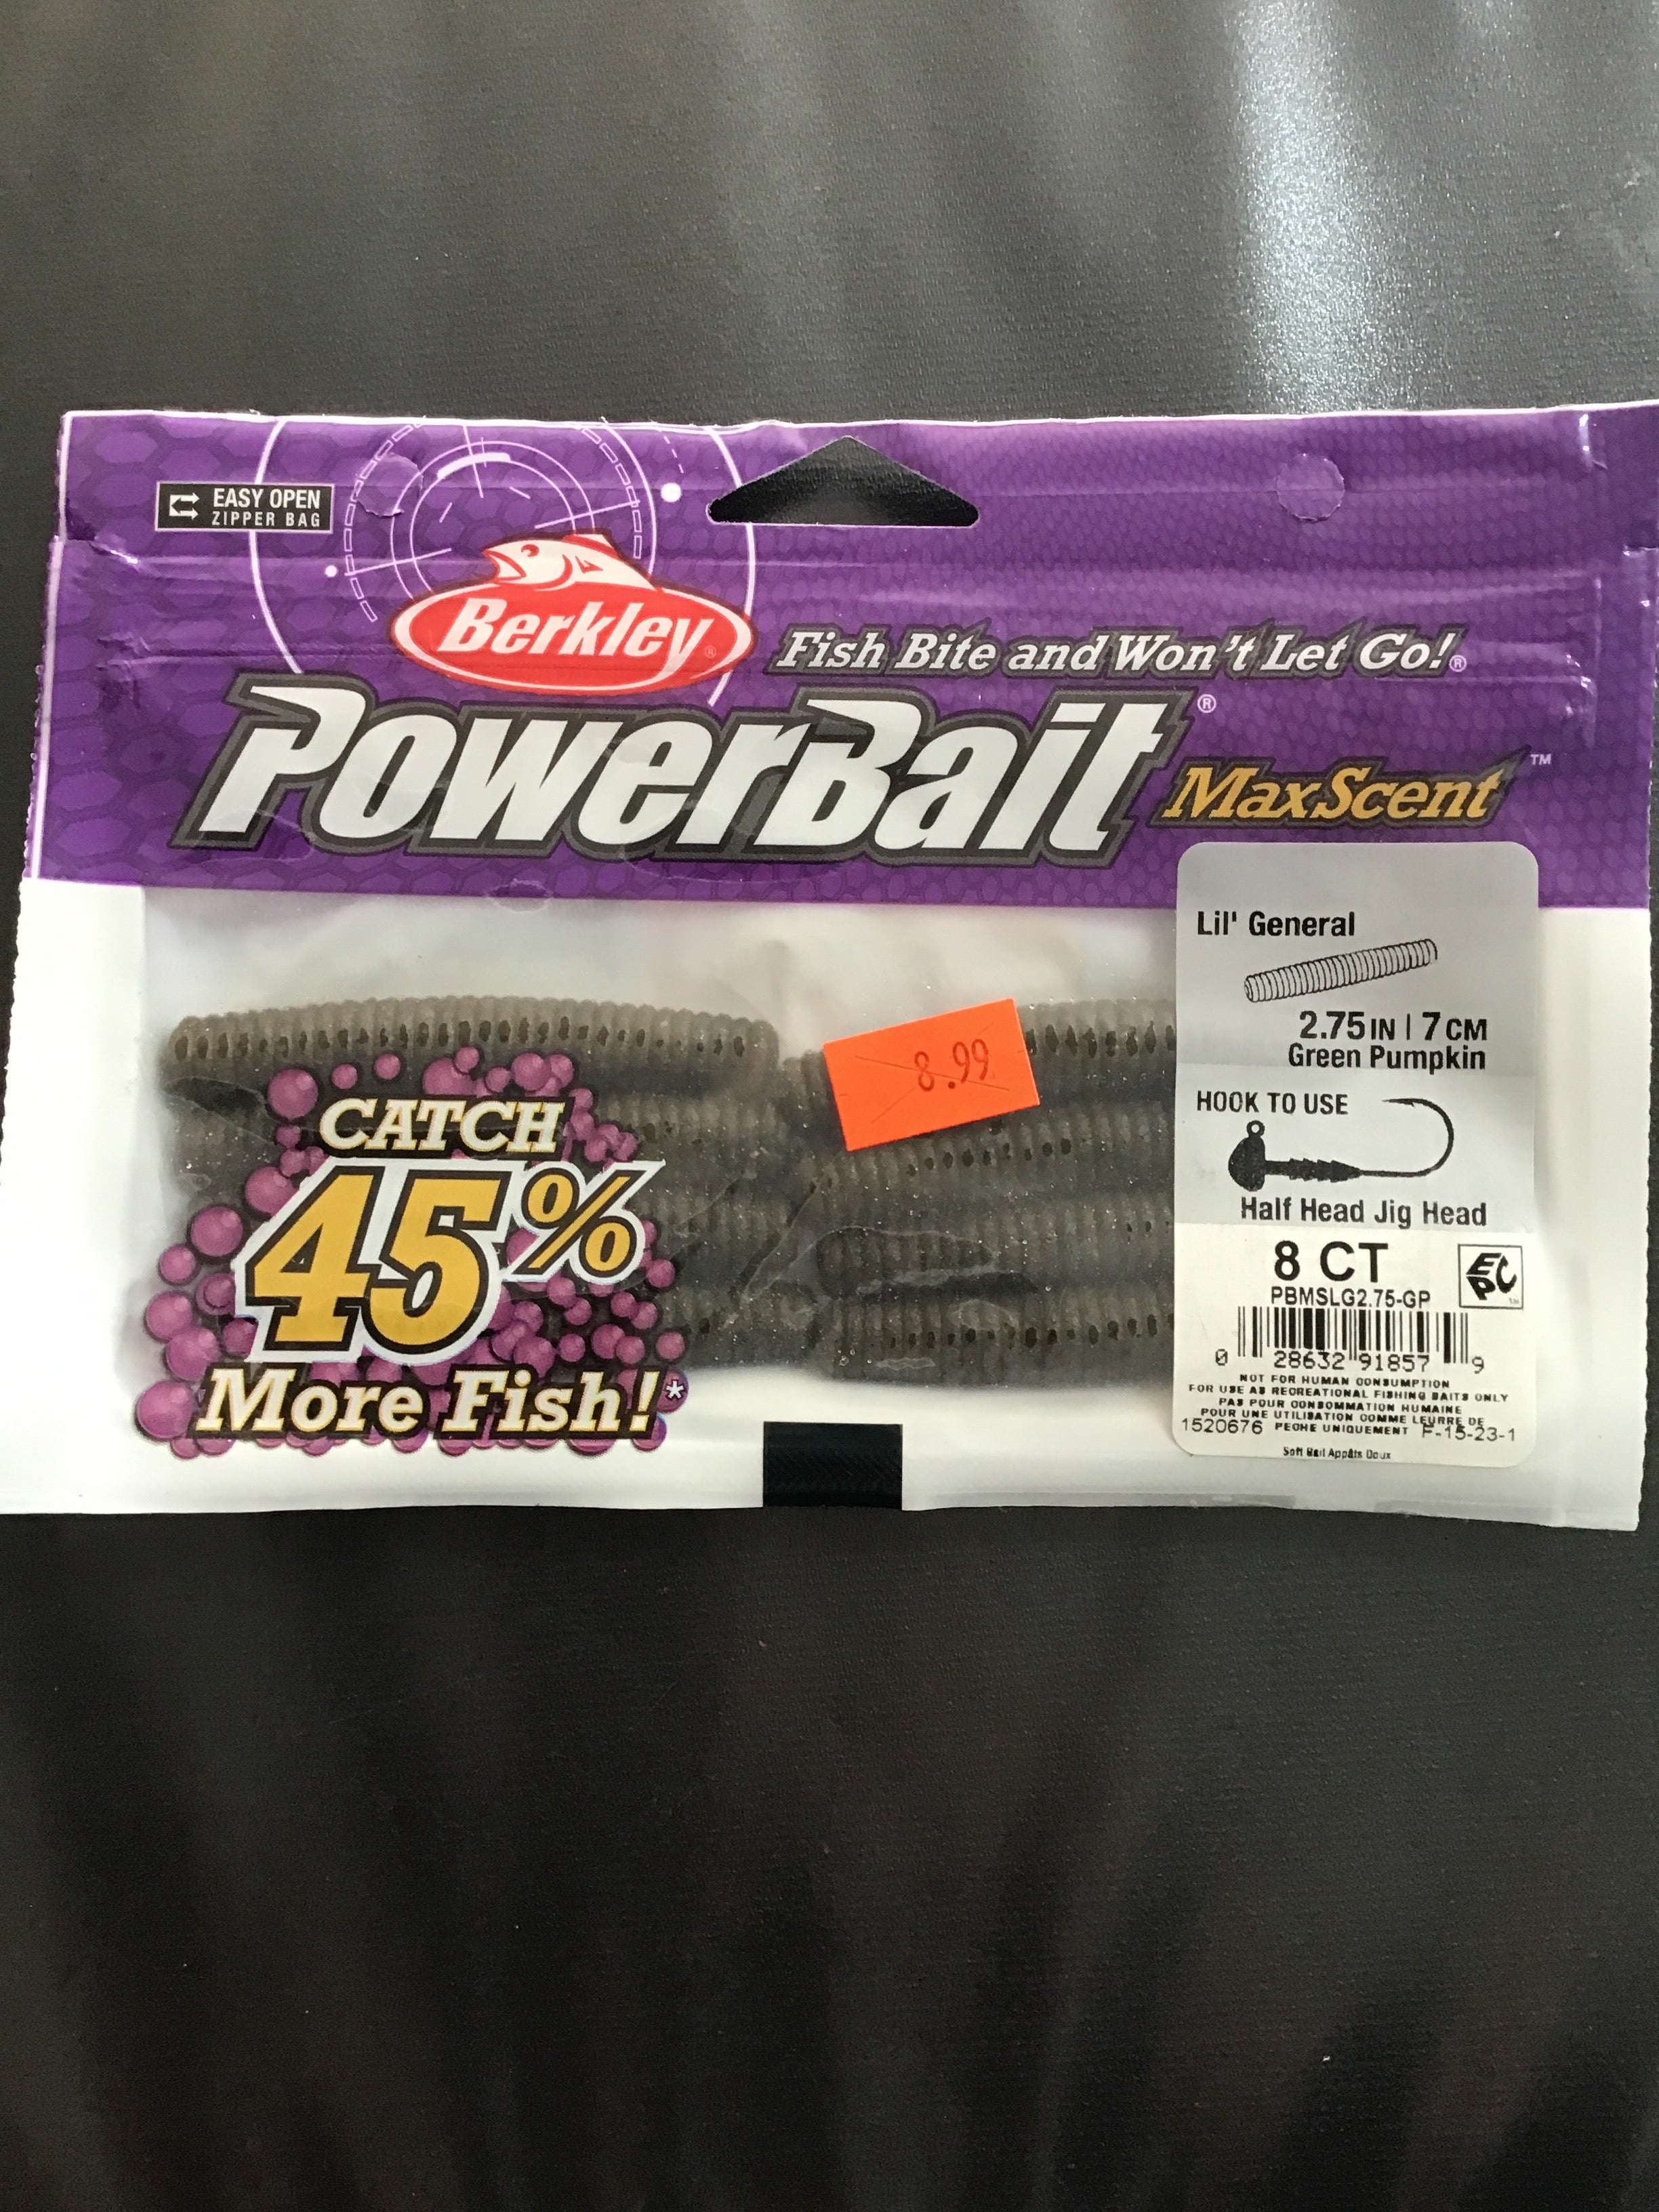 EASY OPEN
ZIPPER BAG
Berkley®
Fish Bite and Won't Let Go!®
PowerBait®
MaxScent™
Lil' General
8.99
2.75 IN | 7 CM
Green Pumpkin
HOOK TO USE
Half Head Jig Head
CATCH
45%
More Fish!*
8 CT
EPC™
PBMSLG2.75-GP
0 28632 91857 9
NOT FOR HUMAN CONSUMPTION
FOR USE AS RECREATIONAL FISHING BAITS ONLY
PAS POUR CONSOMMATION HUMAINE
POUR UNE UTILISATION COMME LEURRE DE
1520676 PECHE UNIQUEMENT F-15-23-1
Soft Bait Appâts Doux